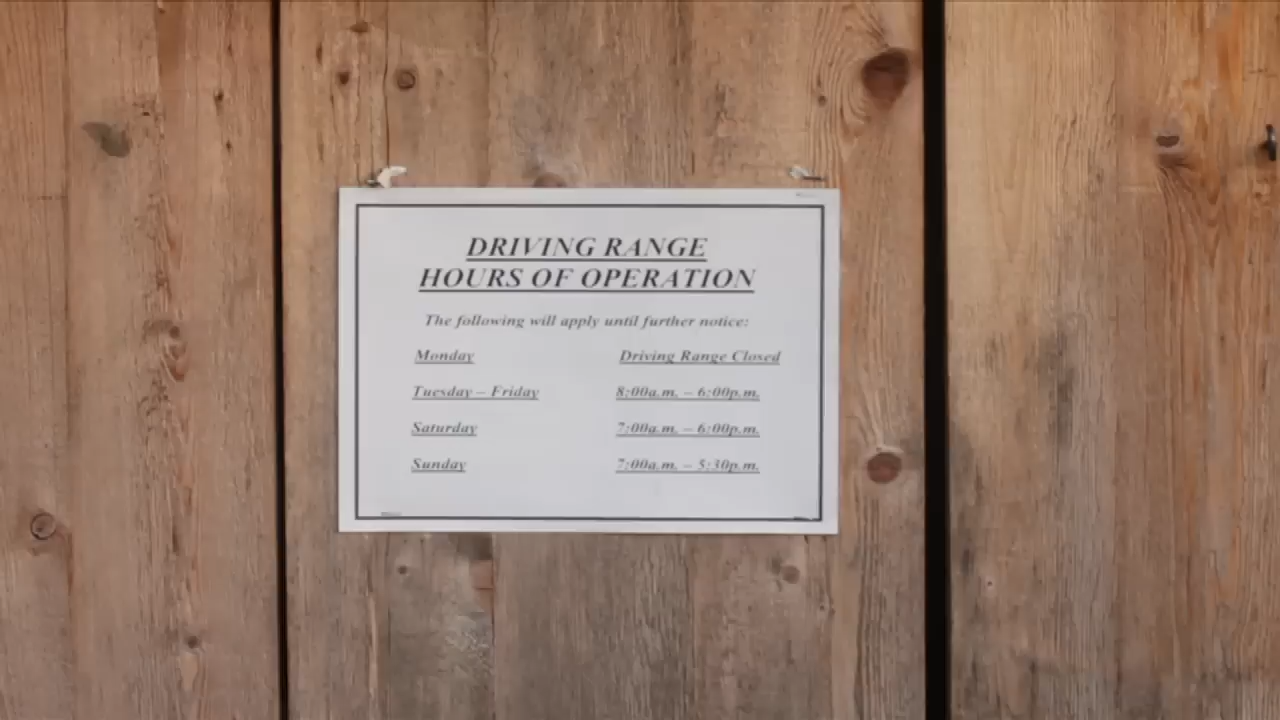 DRIVING RANGE
HOURS OF OPERATION
The following will apply until further notice:
Monday Driving Range Closed
Tuesday – Friday 8:00a.m. – 6:00p.m.
Saturday 7:00a.m. – 6:00p.m.
Sunday 7:00a.m. – 5:30p.m.